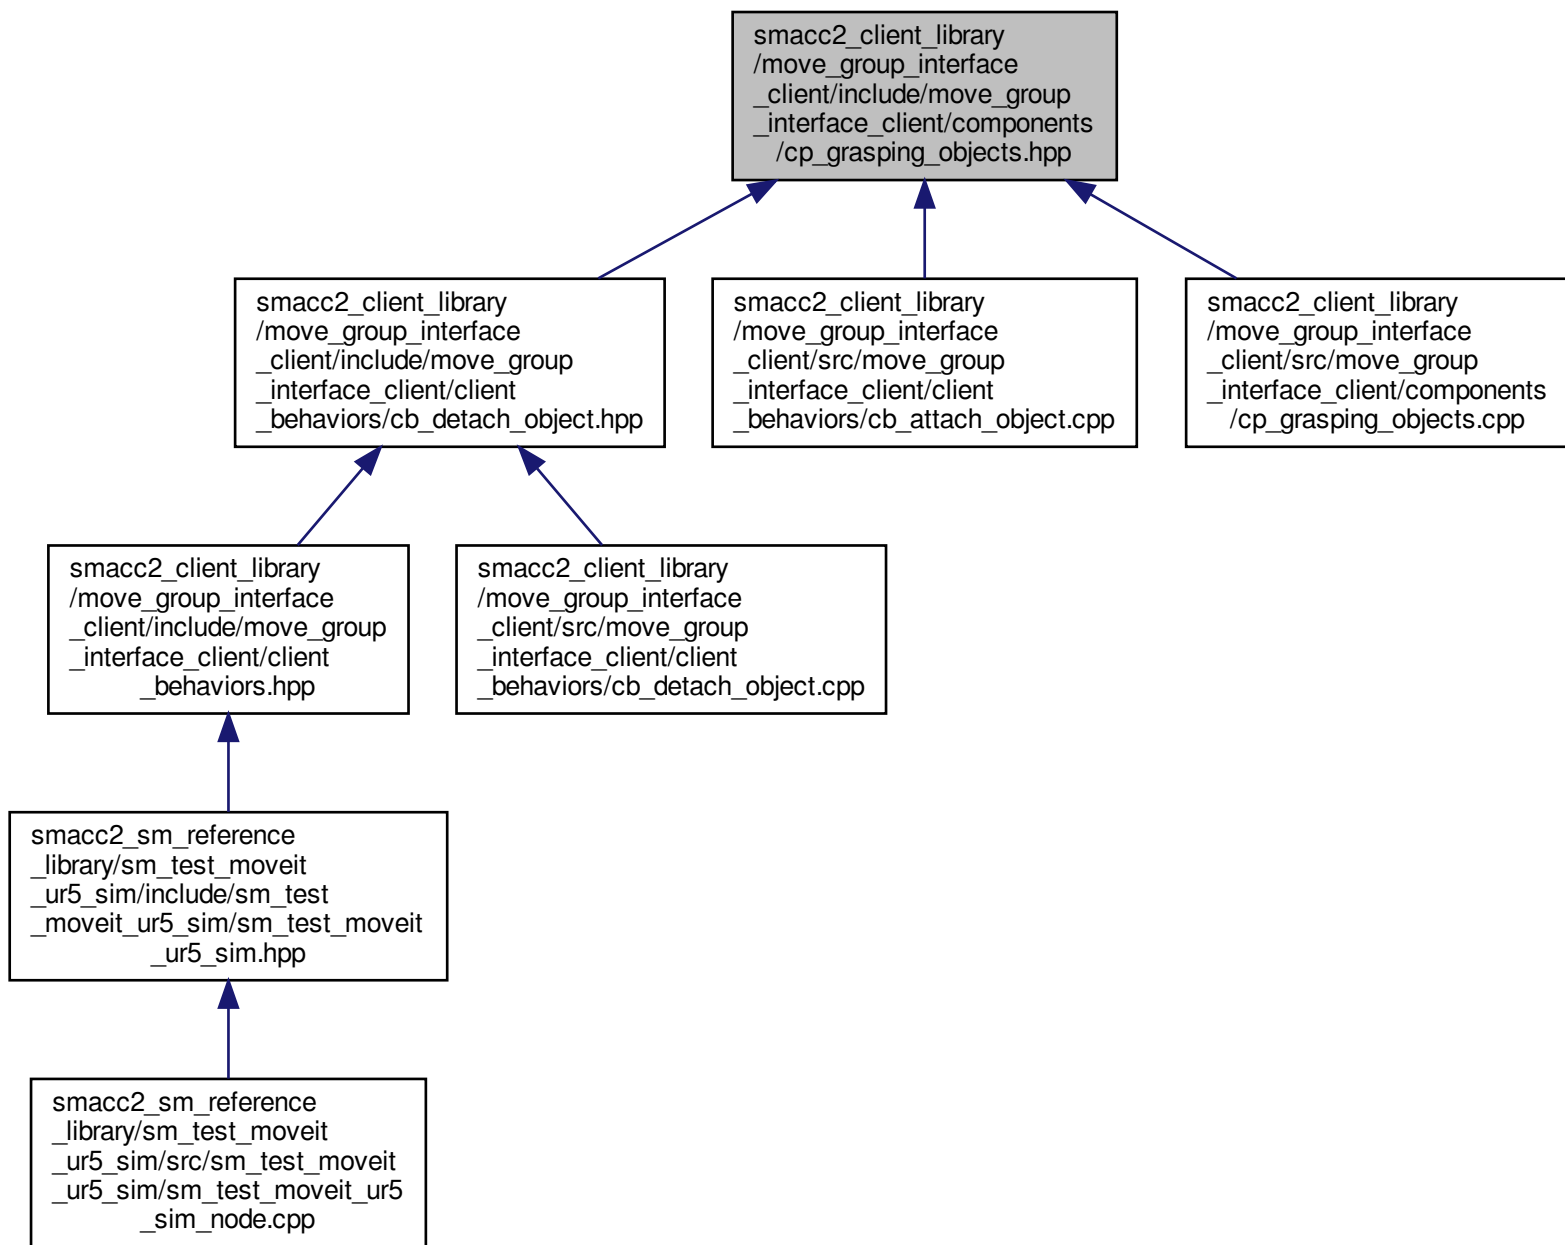 smacc2_client_library
/move_group_interface
_client/include/move_group
_interface_client/components
/cp_grasping_objects.hpp
smacc2_client_library
/move_group_interface
_client/include/move_group
_interface_client/client
_behaviors/cb_detach_object.hpp
smacc2_client_library
/move_group_interface
_client/src/move_group
_interface_client/client
_behaviors/cb_attach_object.cpp
smacc2_client_library
/move_group_interface
_client/src/move_group
_interface_client/components
/cp_grasping_objects.cpp
smacc2_client_library
/move_group_interface
_client/include/move_group
_interface_client/client
_behaviors.hpp
smacc2_client_library
/move_group_interface
_client/src/move_group
_interface_client/client
_behaviors/cb_detach_object.cpp
smacc2_sm_reference
_library/sm_test_moveit
_ur5_sim/include/sm_test
_moveit_ur5_sim/sm_test_moveit
_ur5_sim.hpp
smacc2_sm_reference
_library/sm_test_moveit
_ur5_sim/src/sm_test_moveit
_ur5_sim/sm_test_moveit_ur5
_sim_node.cpp